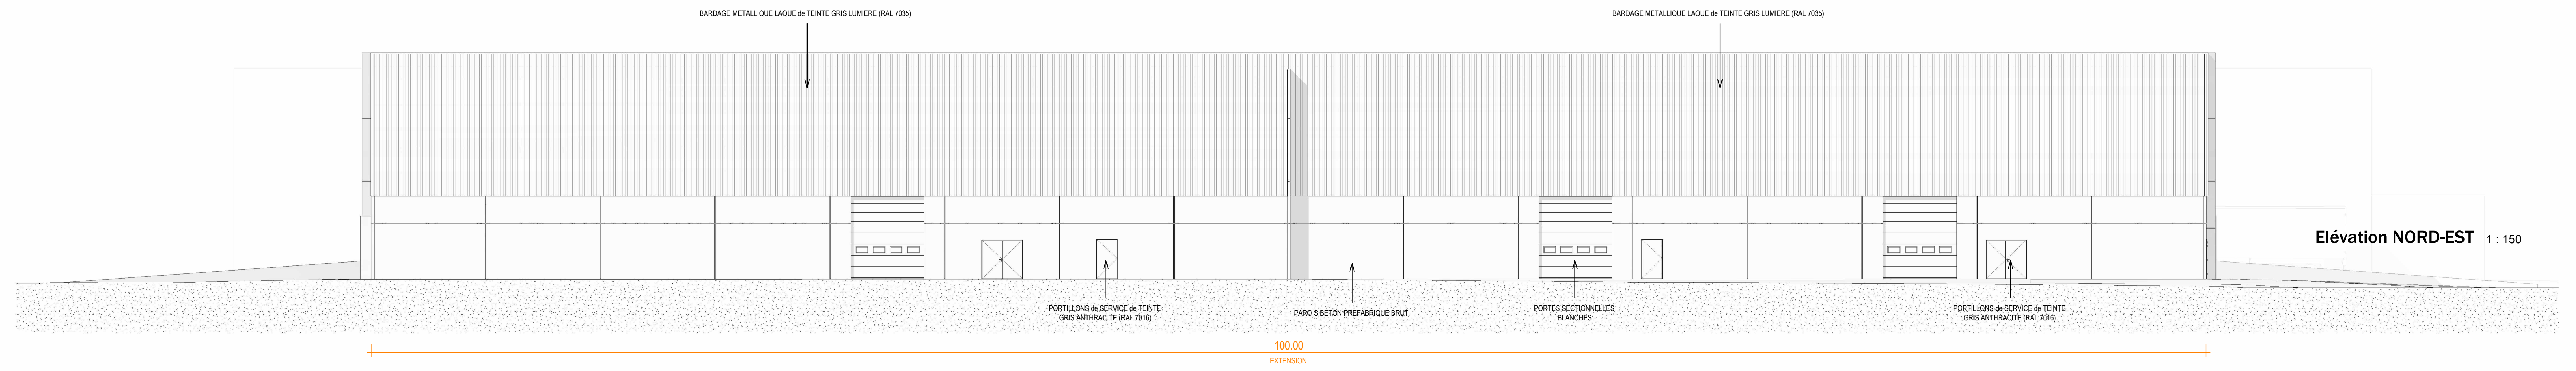 BARDAGE METALLIQUE LAQUE de TEINTE GRIS LUMIERE (RAL 7035)
BARDAGE METALLIQUE LAQUE de TEINTE GRIS LUMIERE (RAL 7035)
Elévation NORD-EST 1 : 150
PORTILLONS de SERVICE de TEINTE
GRIS ANTHRACITE (RAL 7016)
PAROIS BETON PREFABRIQUE BRUT
PORTES SECTIONNELLES
BLANCHES
PORTILLONS de SERVICE de TEINTE
GRIS ANTHRACITE (RAL 7016)
100.00
EXTENSION